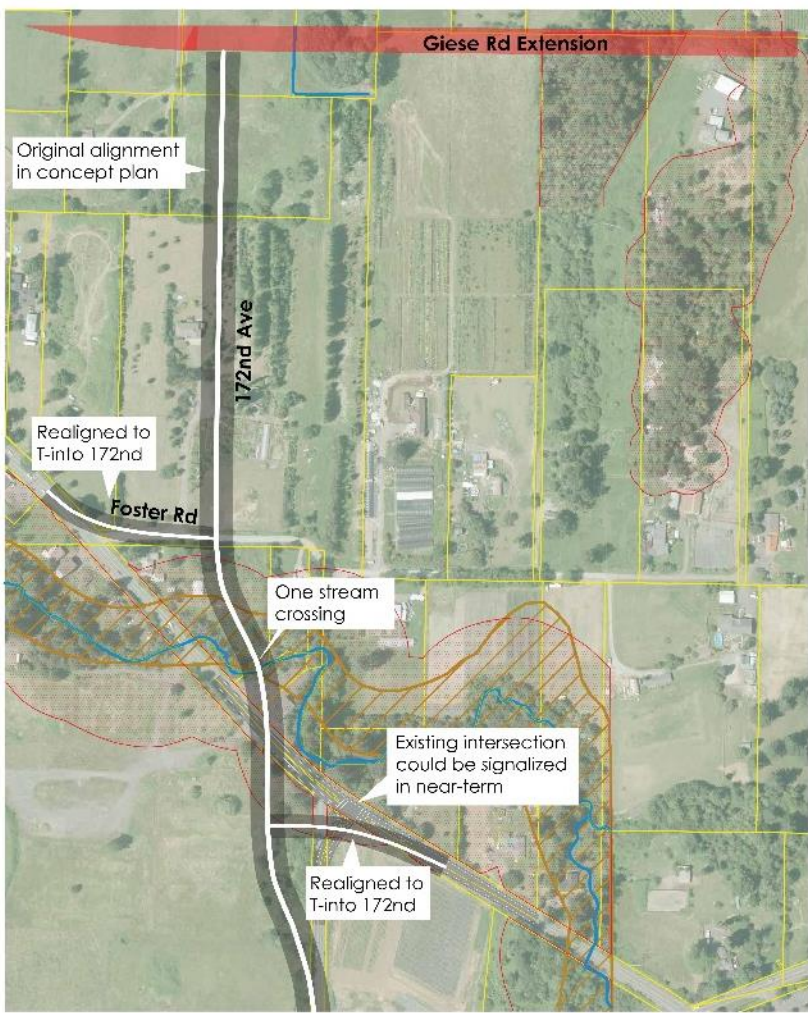 Giese Rd Extension
Original alignment
in concept plan
172nd Ave
Realigned to
T-into 172nd
Foster Rd
One stream
crossing
Existing intersection
could be signalized
in near-term
Realigned to
T-into 172nd